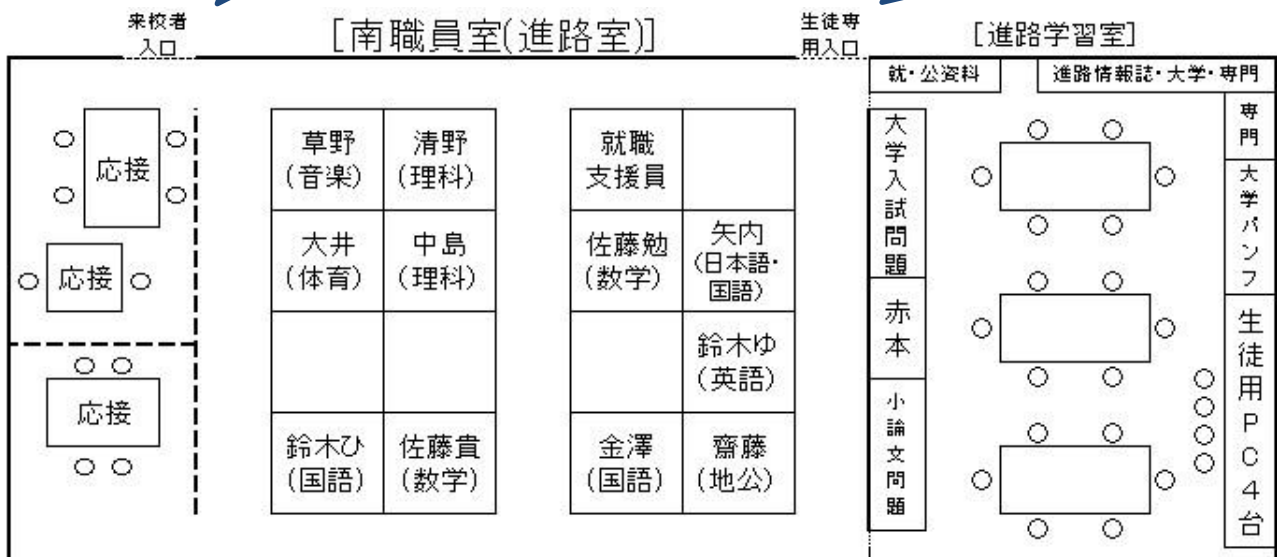 来校者
入口
[南職員室(進路室)]
生徒専
用入口
[進路学習室]
就・公資料
進路情報誌・大学・専門
応接
応接
応接
草野
(音楽)
清野
(理科)
大井
(体育)
中島
(理科)
鈴木ひ
(国語)
佐藤貴
(数学)
就職
支援員
佐藤勉
(数学)
矢内
(日本語・
国語)
鈴木ゆ
(英語)
金澤
(国語)
齋藤
(地公)
大学入試問題
赤本
小論文問題
専門
大学パンフ
生徒用PC4台